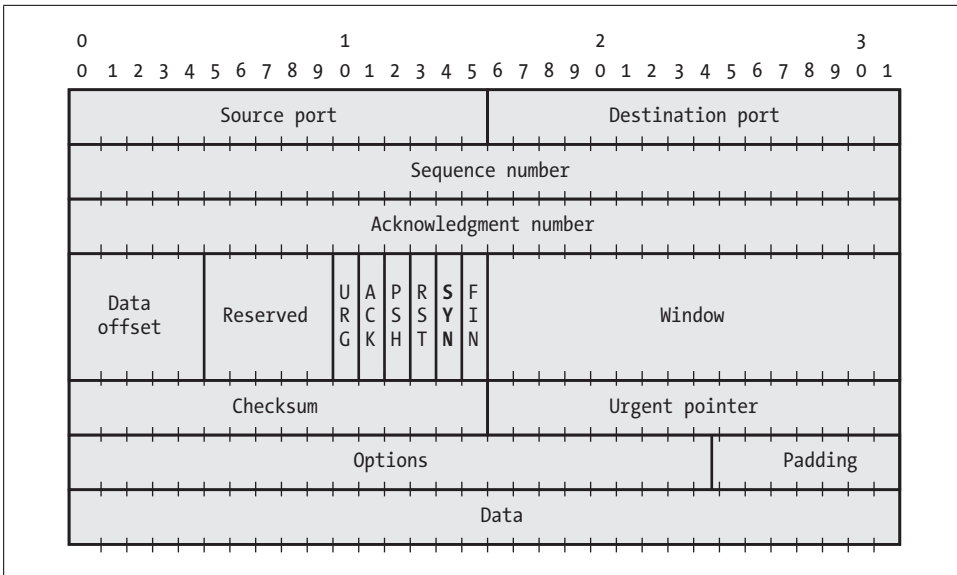 0 1 2 3
0 1 2 3 4 5 6 7 8 9 0 1 2 3 4 5 6 7 8 9 0 1 2 3 4 5 6 7 8 9 0 1
Source port Destination port
Sequence number
Acknowledgment number
Data offset Reserved URG ACK PSH RST SYN FIN Window
Checksum Urgent pointer
Options Padding
Data